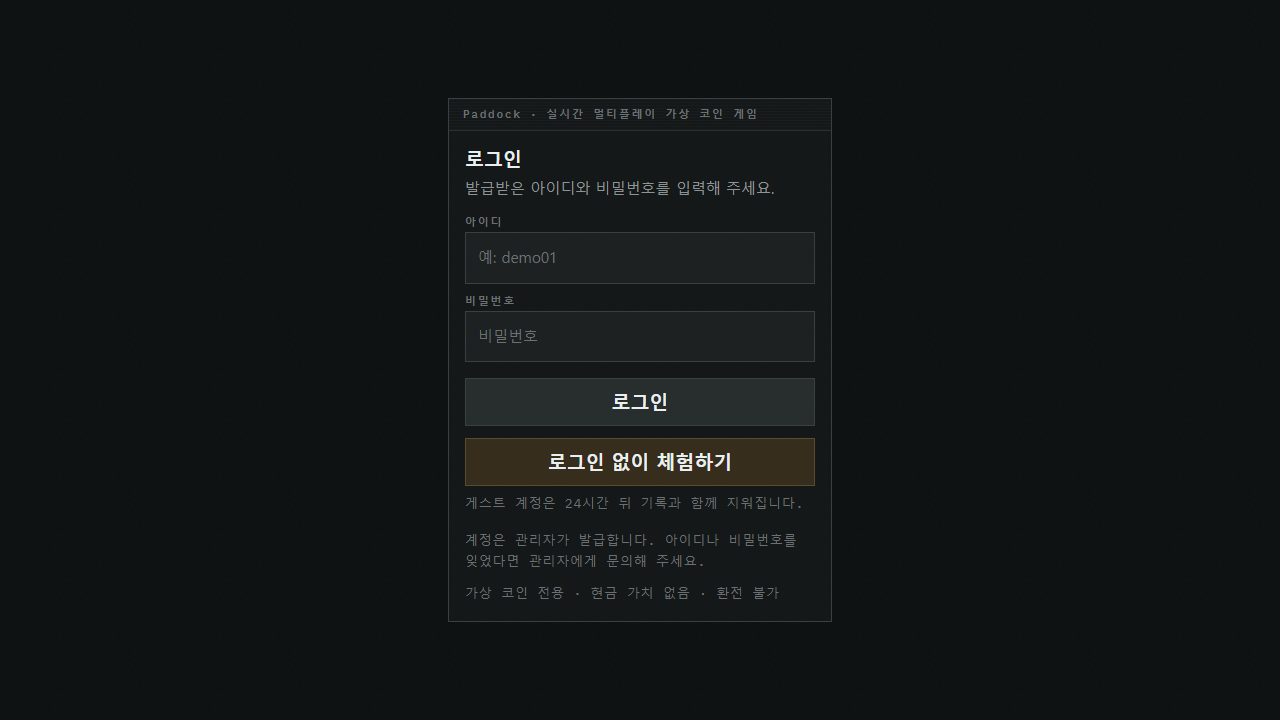 Paddock · 실시간 멀티플레이 가상 코인 게임
로그인
발급받은 아이디와 비밀번호를 입력해 주세요.
아이디
예: demo01
비밀번호
비밀번호
로그인
로그인 없이 체험하기
게스트 계정은 24시간 뒤 기록과 함께 지워집니다.
계정은 관리자가 발급합니다. 아이디나 비밀번호를
잊었다면 관리자에게 문의해 주세요.
가상 코인 전용 · 현금 가치 없음 · 환전 불가